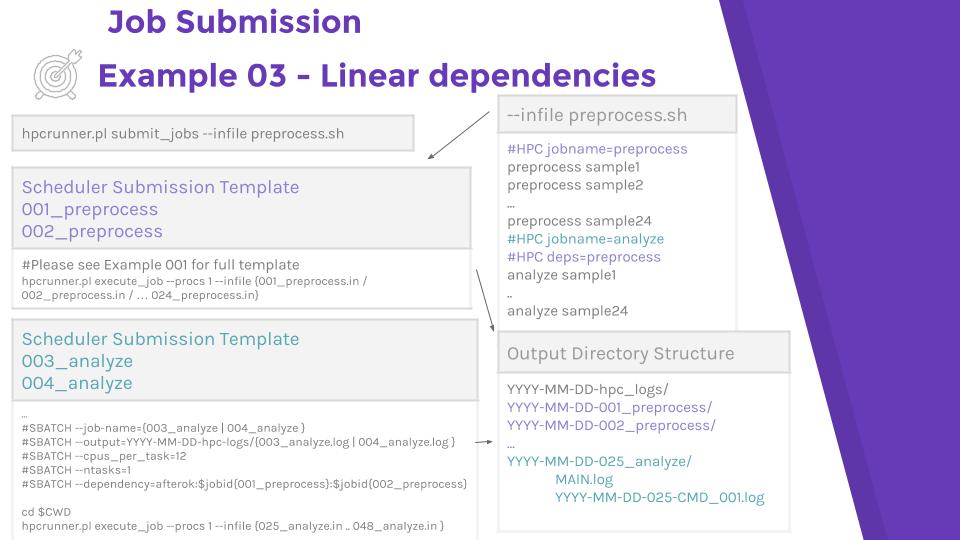 Job Submission
Example 03 - Linear dependencies
hpcrunner.pl submit_jobs --infile preprocess.sh
--infile preprocess.sh
#HPC jobname=preprocess
preprocess sample1
preprocess sample2
...
preprocess sample24
#HPC jobname=analyze
#HPC deps=preprocess
analyze sample1
..
analyze sample24
Scheduler Submission Template
001_preprocess
002_preprocess
#Please see Example 001 for full template
hpcrunner.pl execute_job --procs 1 --infile {001_preprocess.in /
002_preprocess.in / ... 024_preprocess.in}
Scheduler Submission Template
003_analyze
004_analyze
...
#SBATCH --job-name={003_analyze | 004_analyze }
#SBATCH --output=YYYY-MM-DD-hpc-logs/{003_analyze.log | 004_analyze.log }
#SBATCH --cpus_per_task=12
#SBATCH --ntasks=1
#SBATCH --dependency=afterok:$jobid{001_preprocess}:$jobid{002_preprocess}
cd $CWD
hpcrunner.pl execute_job --procs 1 --infile {025_analyze.in .. 048_analyze.in }
Output Directory Structure
YYYY-MM-DD-hpc_logs/
YYYY-MM-DD-001_preprocess/
YYYY-MM-DD-002_preprocess/
...
YYYY-MM-DD-025_analyze/
MAIN.log
YYYY-MM-DD-025-CMD_001.log